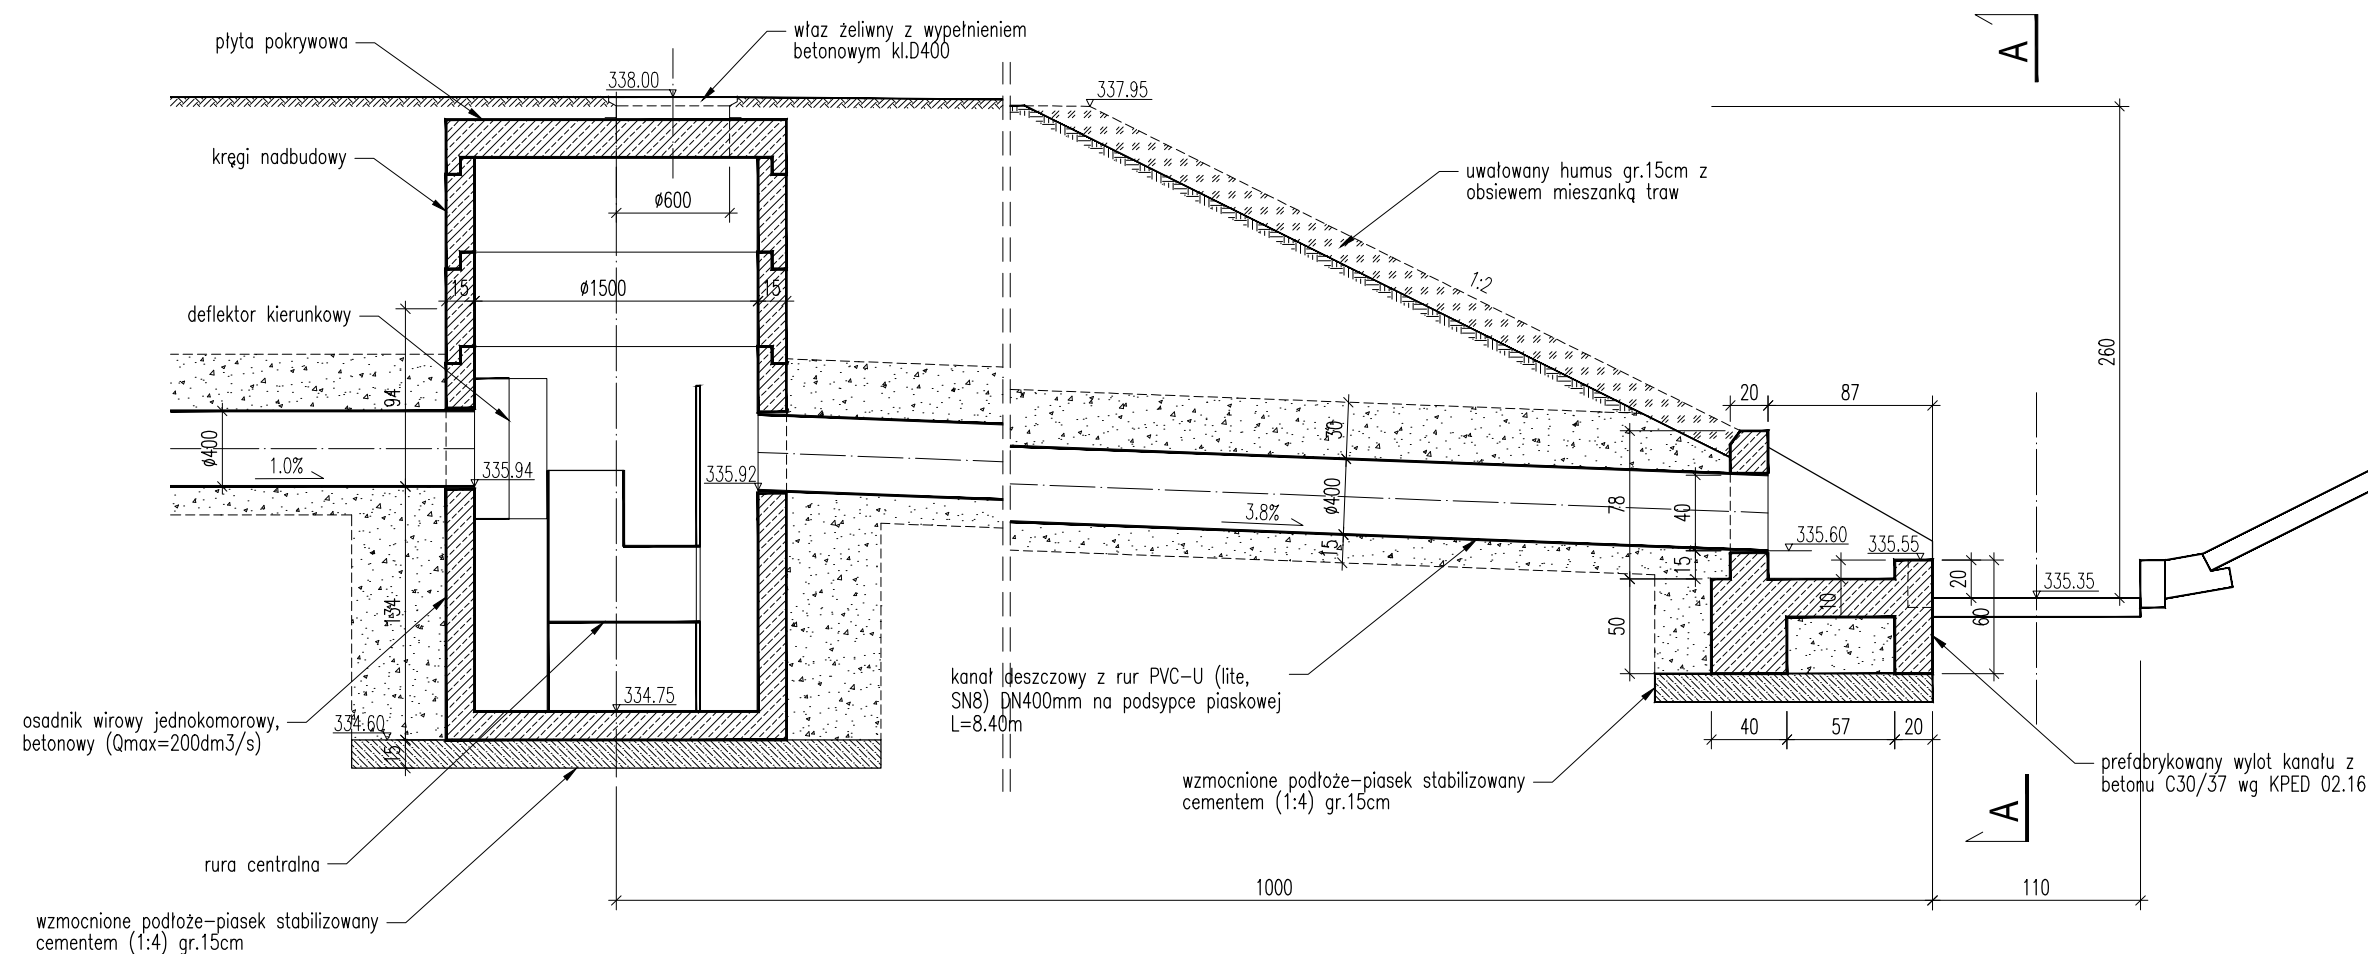 płyta pokrywowa
właz żeliwny z wypełnieniem
betonowym kl.D400
A
338.00
337.95
kręgi nadbudowy
uwałowany humus gr.15cm z
obsiewem mieszanką traw
ø600
1:2
15
ø1500
15
deflektor kierunkowy
260
94
20
87
30
ø400
1.0%
335.94
335.92
ø400
3.8%
15
78
40
15
335.60
335.55
20
60
335.35
10
50
134
kanał deszczowy z rur PVC-U (lite,
SN8) DN400mm na podsypce piaskowej
L=8.40m
334.75
334.60
15
osadnik wirowy jednokomorowy,
betonowy (Qmax=200dm3/s)
40
57
20
wzmocnione podłoże-piasek stabilizowany
cementem (1:4) gr.15cm
prefabrykowany wylot kanału z
betonu C30/37 wg KPED 02.16
A
rura centralna
1000
110
wzmocnione podłoże-piasek stabilizowany
cementem (1:4) gr.15cm